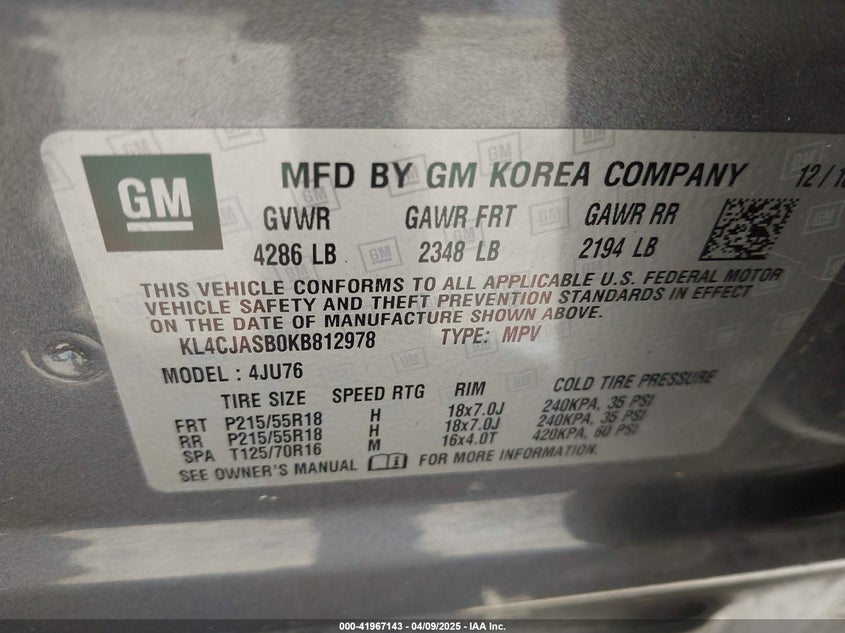 GM
MFD BY GM KOREA COMPANY 12/18
GVWR GAWR FRT GAWR RR
4286 LB 2348 LB 2194 LB
THIS VEHICLE CONFORMS TO ALL APPLICABLE U.S. FEDERAL MOTOR
VEHICLE SAFETY AND THEFT PREVENTION STANDARDS IN EFFECT
ON THE DATE OF MANUFACTURE SHOWN ABOVE.
KL4CJASB0KB812978 TYPE: MPV
MODEL : 4JU76
TIRE SIZE SPEED RTG RIM COLD TIRE PRESSURE
FRT P215/55R18 H 18x7.0J 240KPA, 35 PSI
RR P215/55R18 H 18x7.0J 240KPA, 35 PSI
SPA T125/70R16 M 16x4.0T 420KPA, 60 PSI
SEE OWNER'S MANUAL FOR MORE INFORMATION.
000-41967143 | 04/09/2025 - IAA Inc.